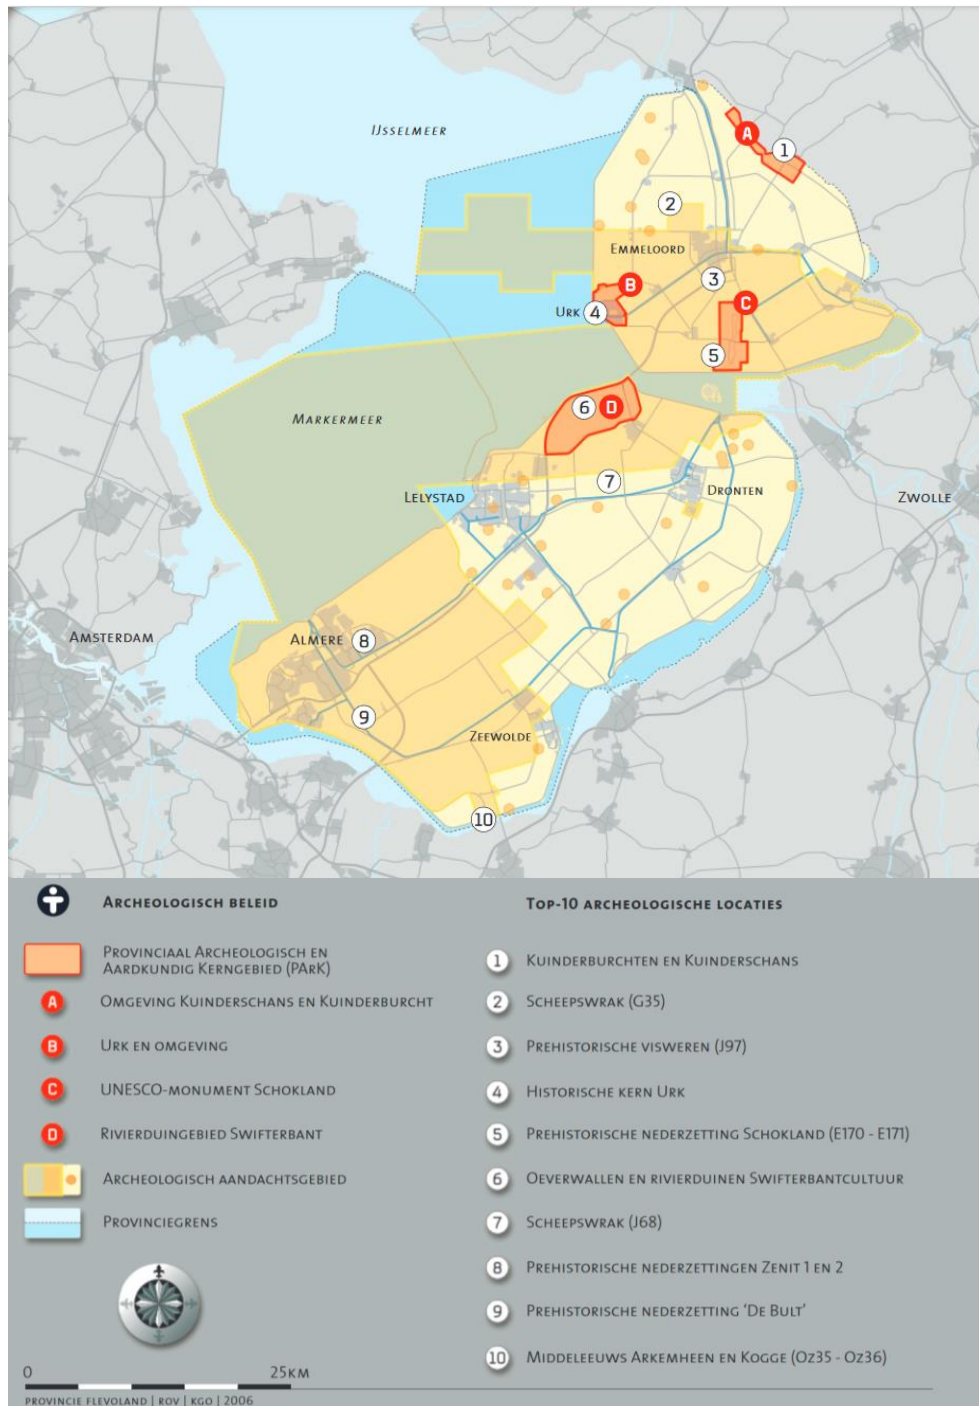 IJsselmeer
A
1
2
Emmeloord
3
B
Urk
4
C
5
Markermeer
6
D
7
Lelystad
Dronten
Zwolle
Amsterdam
Almere
8
9
Zeewolde
10
Archeologisch beleid
Provinciaal Archeologisch en
Aardkundig Kerngebied (PArK)
A Omgeving Kuinderschans en Kuinderburcht
B Urk en omgeving
C UNESCO-monument Schokland
D Rivierduingebied Swifterbant
Archeologisch aandachtsgebied
Provinciegrens
0 25km
Provincie Flevoland | ROV | KGO | 2006
Top-10 archeologische locaties
1 Kuinderburchten en Kuinderschans
2 Scheepswrak (G35)
3 Prehistorische visweren (J97)
4 Historische kern Urk
5 Prehistorische nederzetting Schokland (E170 - E171)
6 Oeverwallen en rivierduinen Swifterbantcultuur
7 Scheepswrak (J68)
8 Prehistorische nederzettingen Zenit 1 en 2
9 Prehistorische nederzetting ‘De Bult’
10 Middeleeuws Arkemheen en Kogge (Oz35 - Oz36)